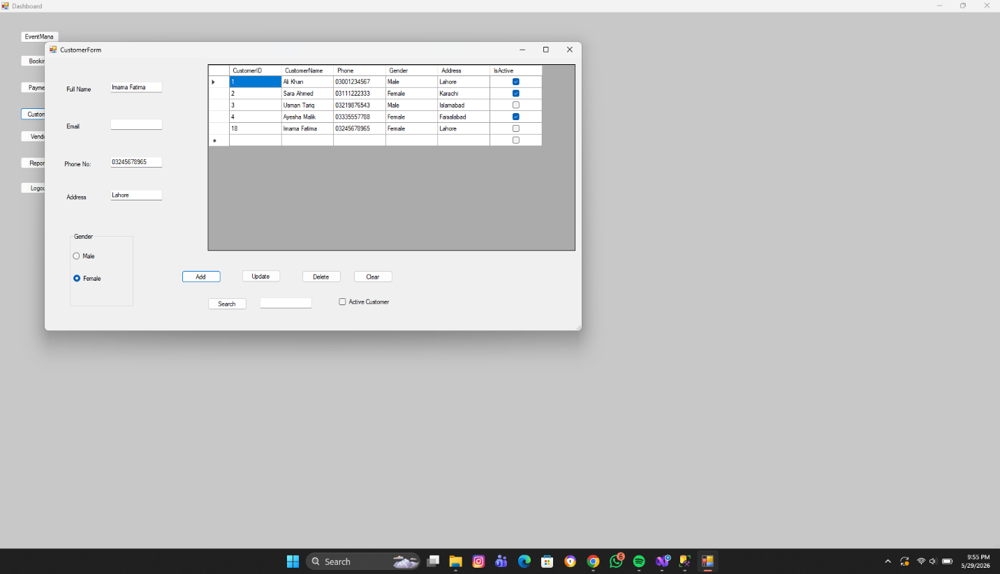 Dashboard
EventMana
Bookin
Payme
Custom
Vend
Repor
Logou
CustomerForm
Full Name Imama Fatima
Email
Phone No: 03245678965
Address Lahore
Gender
Male
Female
CustomerID CustomerName Phone Gender Address IsActive
1 Ali Khan 03001234567 Male Lahore
2 Sara Ahmed 03111222333 Female Karachi
3 Usman Tariq 03219876543 Male Islamabad
4 Ayesha Malik 03335557788 Female Faisalabad
18 Imama Fatima 03245678965 Female Lahore
Add Update Delete Clear
Search Active Customer
Search
6
9:55 PM
5/29/2026